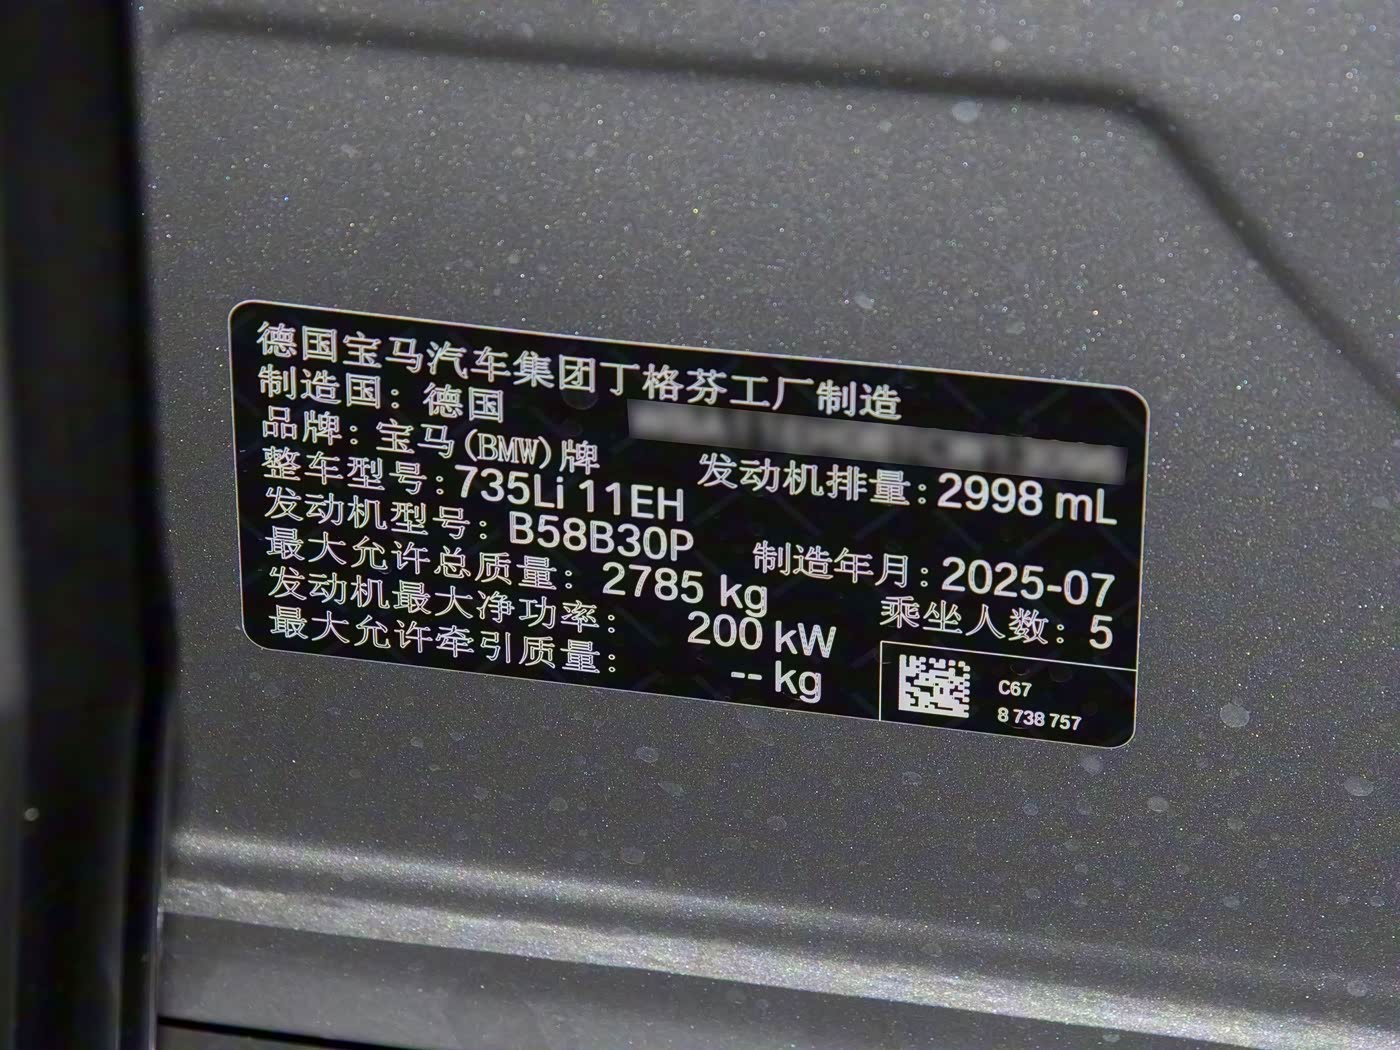 德国宝马汽车集团丁格芬工厂制造
制造国：德国
品牌：宝马(BMW)牌
整车型号：735Li 11EH 发动机排量：2998 mL
发动机型号：B58B30P 制造年月：2025-07
最大允许总质量：2785 kg 乘坐人数：5
发动机最大净功率：200 kW
最大允许牵引质量：-- kg
C67
8 738 757